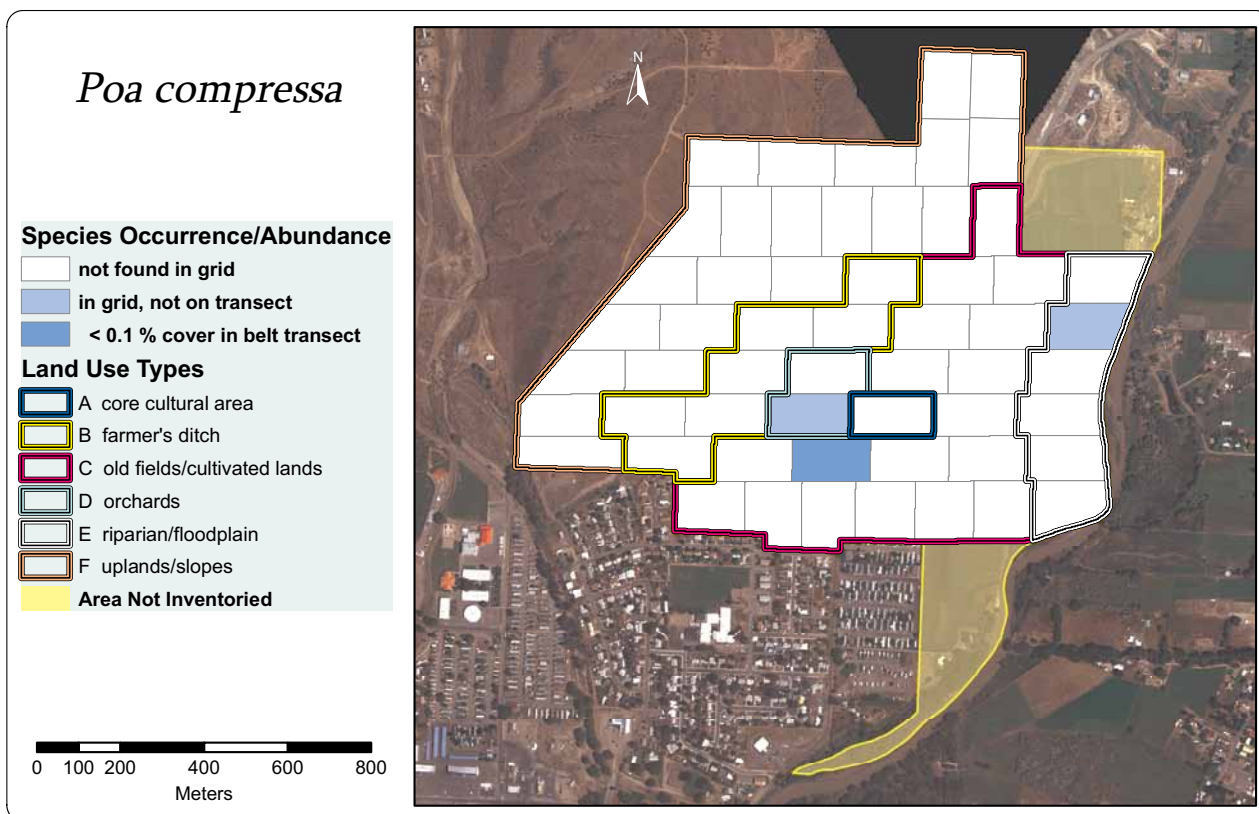 Poa compressa
N
Species Occurrence/Abundance
not found in grid
in grid, not on transect
< 0.1 % cover in belt transect
Land Use Types
A core cultural area
B farmer's ditch
C old fields/cultivated lands
D orchards
E riparian/floodplain
F uplands/slopes
Area Not Inventoried
0 100 200 400 600 800
Meters